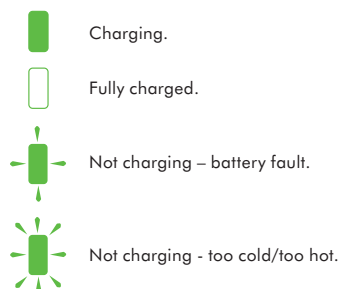 Charging.
Fully charged.
Not charging – battery fault.
Not charging - too cold/too hot.